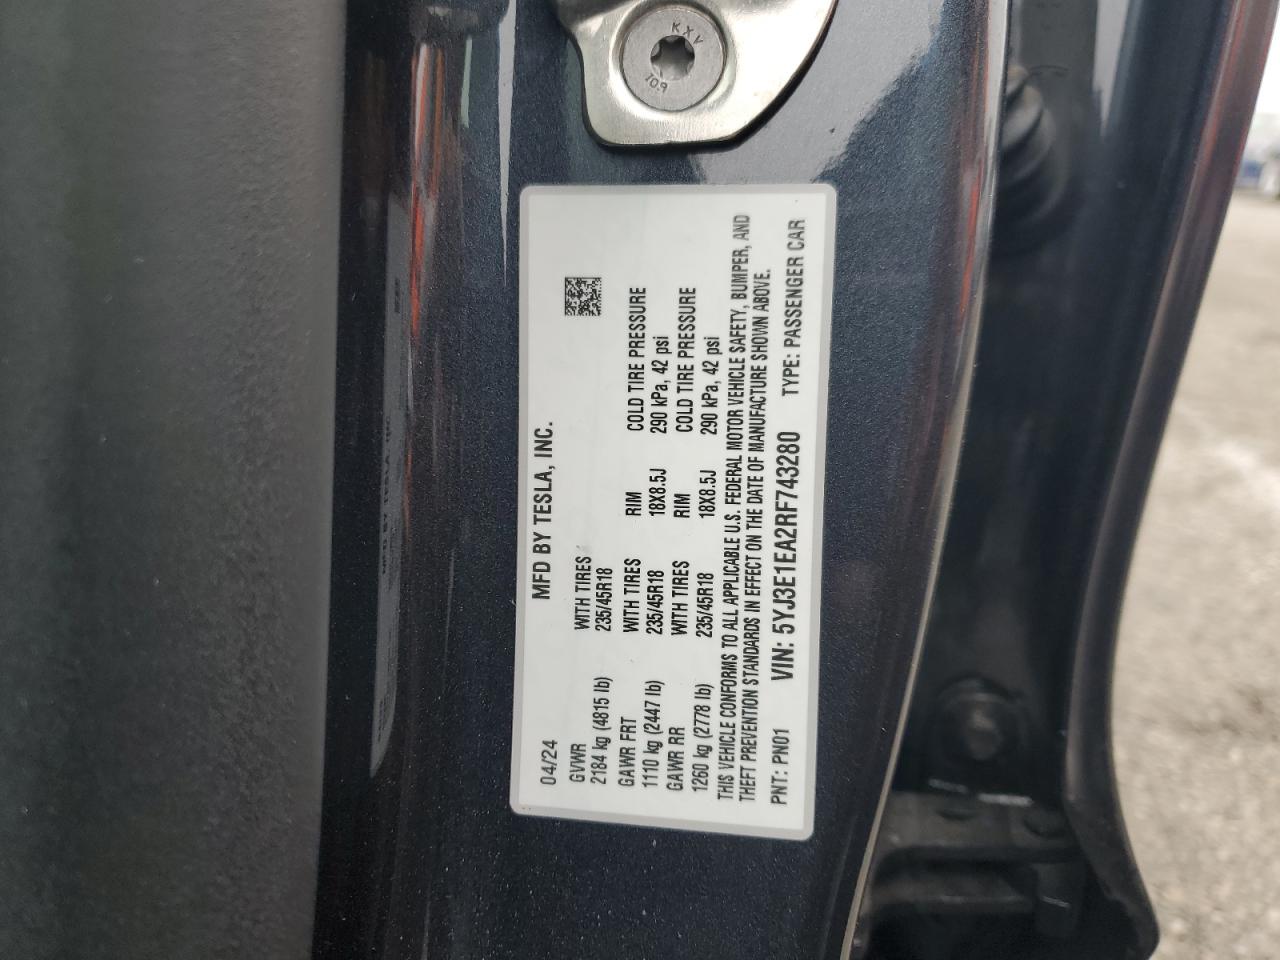 KXV
10.9
04/24 MFD BY TESLA, INC.
GVWR WITH TIRES
2184 kg (4815 lb) 235/45R18
GAWR FRT WITH TIRES RIM COLD TIRE PRESSURE
1110 kg (2447 lb) 235/45R18 18X8.5J 290 kPa, 42 psi
GAWR RR WITH TIRES RIM COLD TIRE PRESSURE
1260 kg (2778 lb) 235/45R18 18X8.5J 290 kPa, 42 psi
THIS VEHICLE CONFORMS TO ALL APPLICABLE U.S. FEDERAL MOTOR VEHICLE SAFETY, BUMPER, AND
THEFT PREVENTION STANDARDS IN EFFECT ON THE DATE OF MANUFACTURE SHOWN ABOVE.
PNT: PN01 VIN: 5YJ3E1EA2RF743280 TYPE: PASSENGER CAR